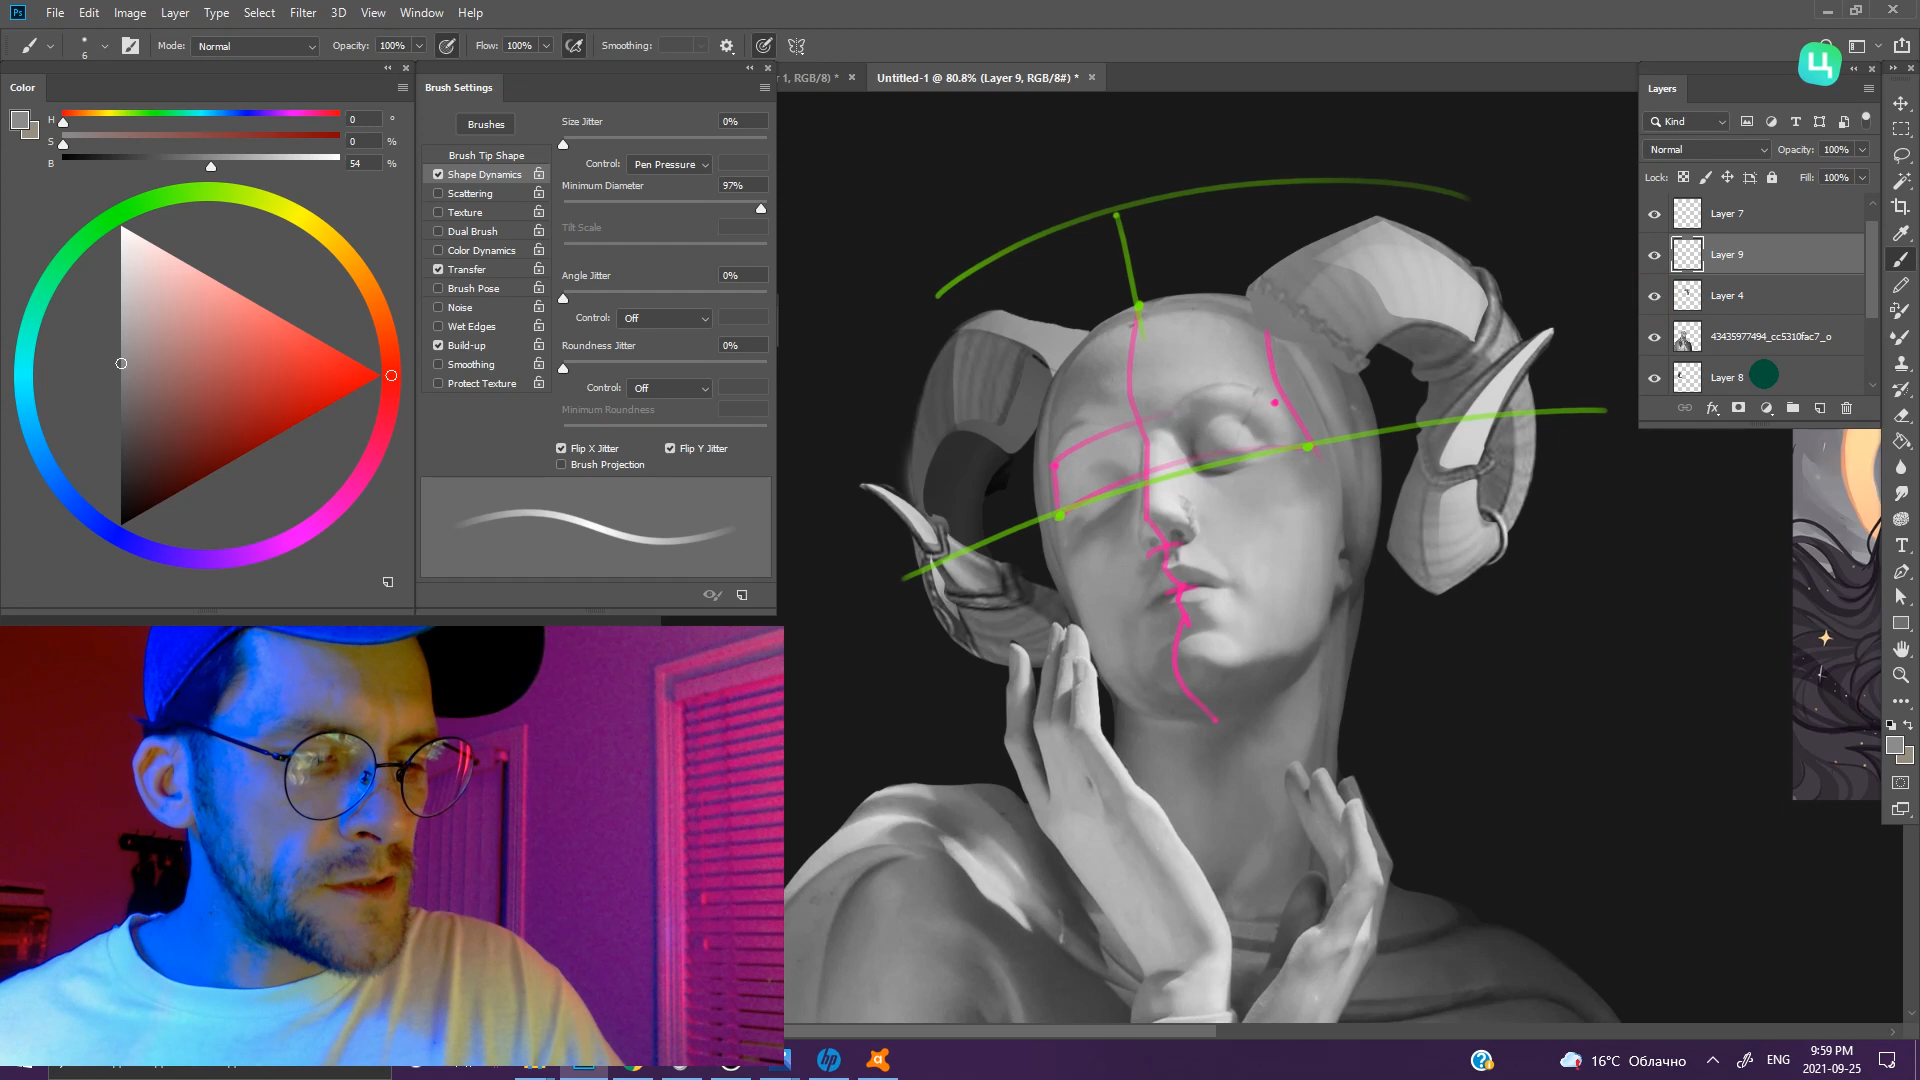 Ps File Edit Image Layer Type Select Filter 3D View Window Help
6 Mode: Normal Opacity: 100% Flow: 100% Smoothing:
1, RGB/8) * Untitled-1 @ 80.8% (Layer 9, RGB/8#) *
Ц
Color
H 0 °
S 0 %
B 54 %
Brush Settings
Brushes
Brush Tip Shape
Shape Dynamics
Scattering
Texture
Dual Brush
Color Dynamics
Transfer
Brush Pose
Noise
Wet Edges
Build-up
Smoothing
Protect Texture
Size Jitter 0%
Control: Pen Pressure
Minimum Diameter 97%
Tilt Scale
Angle Jitter 0%
Control: Off
Roundness Jitter 0%
Control: Off
Minimum Roundness
Flip X Jitter Flip Y Jitter
Brush Projection
Layers
Kind
Normal Opacity: 100%
Lock: Fill: 100%
Layer 7
Layer 9
Layer 4
43435977494_cc5310fac7_o
Layer 8
hp
16°C Облачно
ENG
9:59 PM
2021-09-25